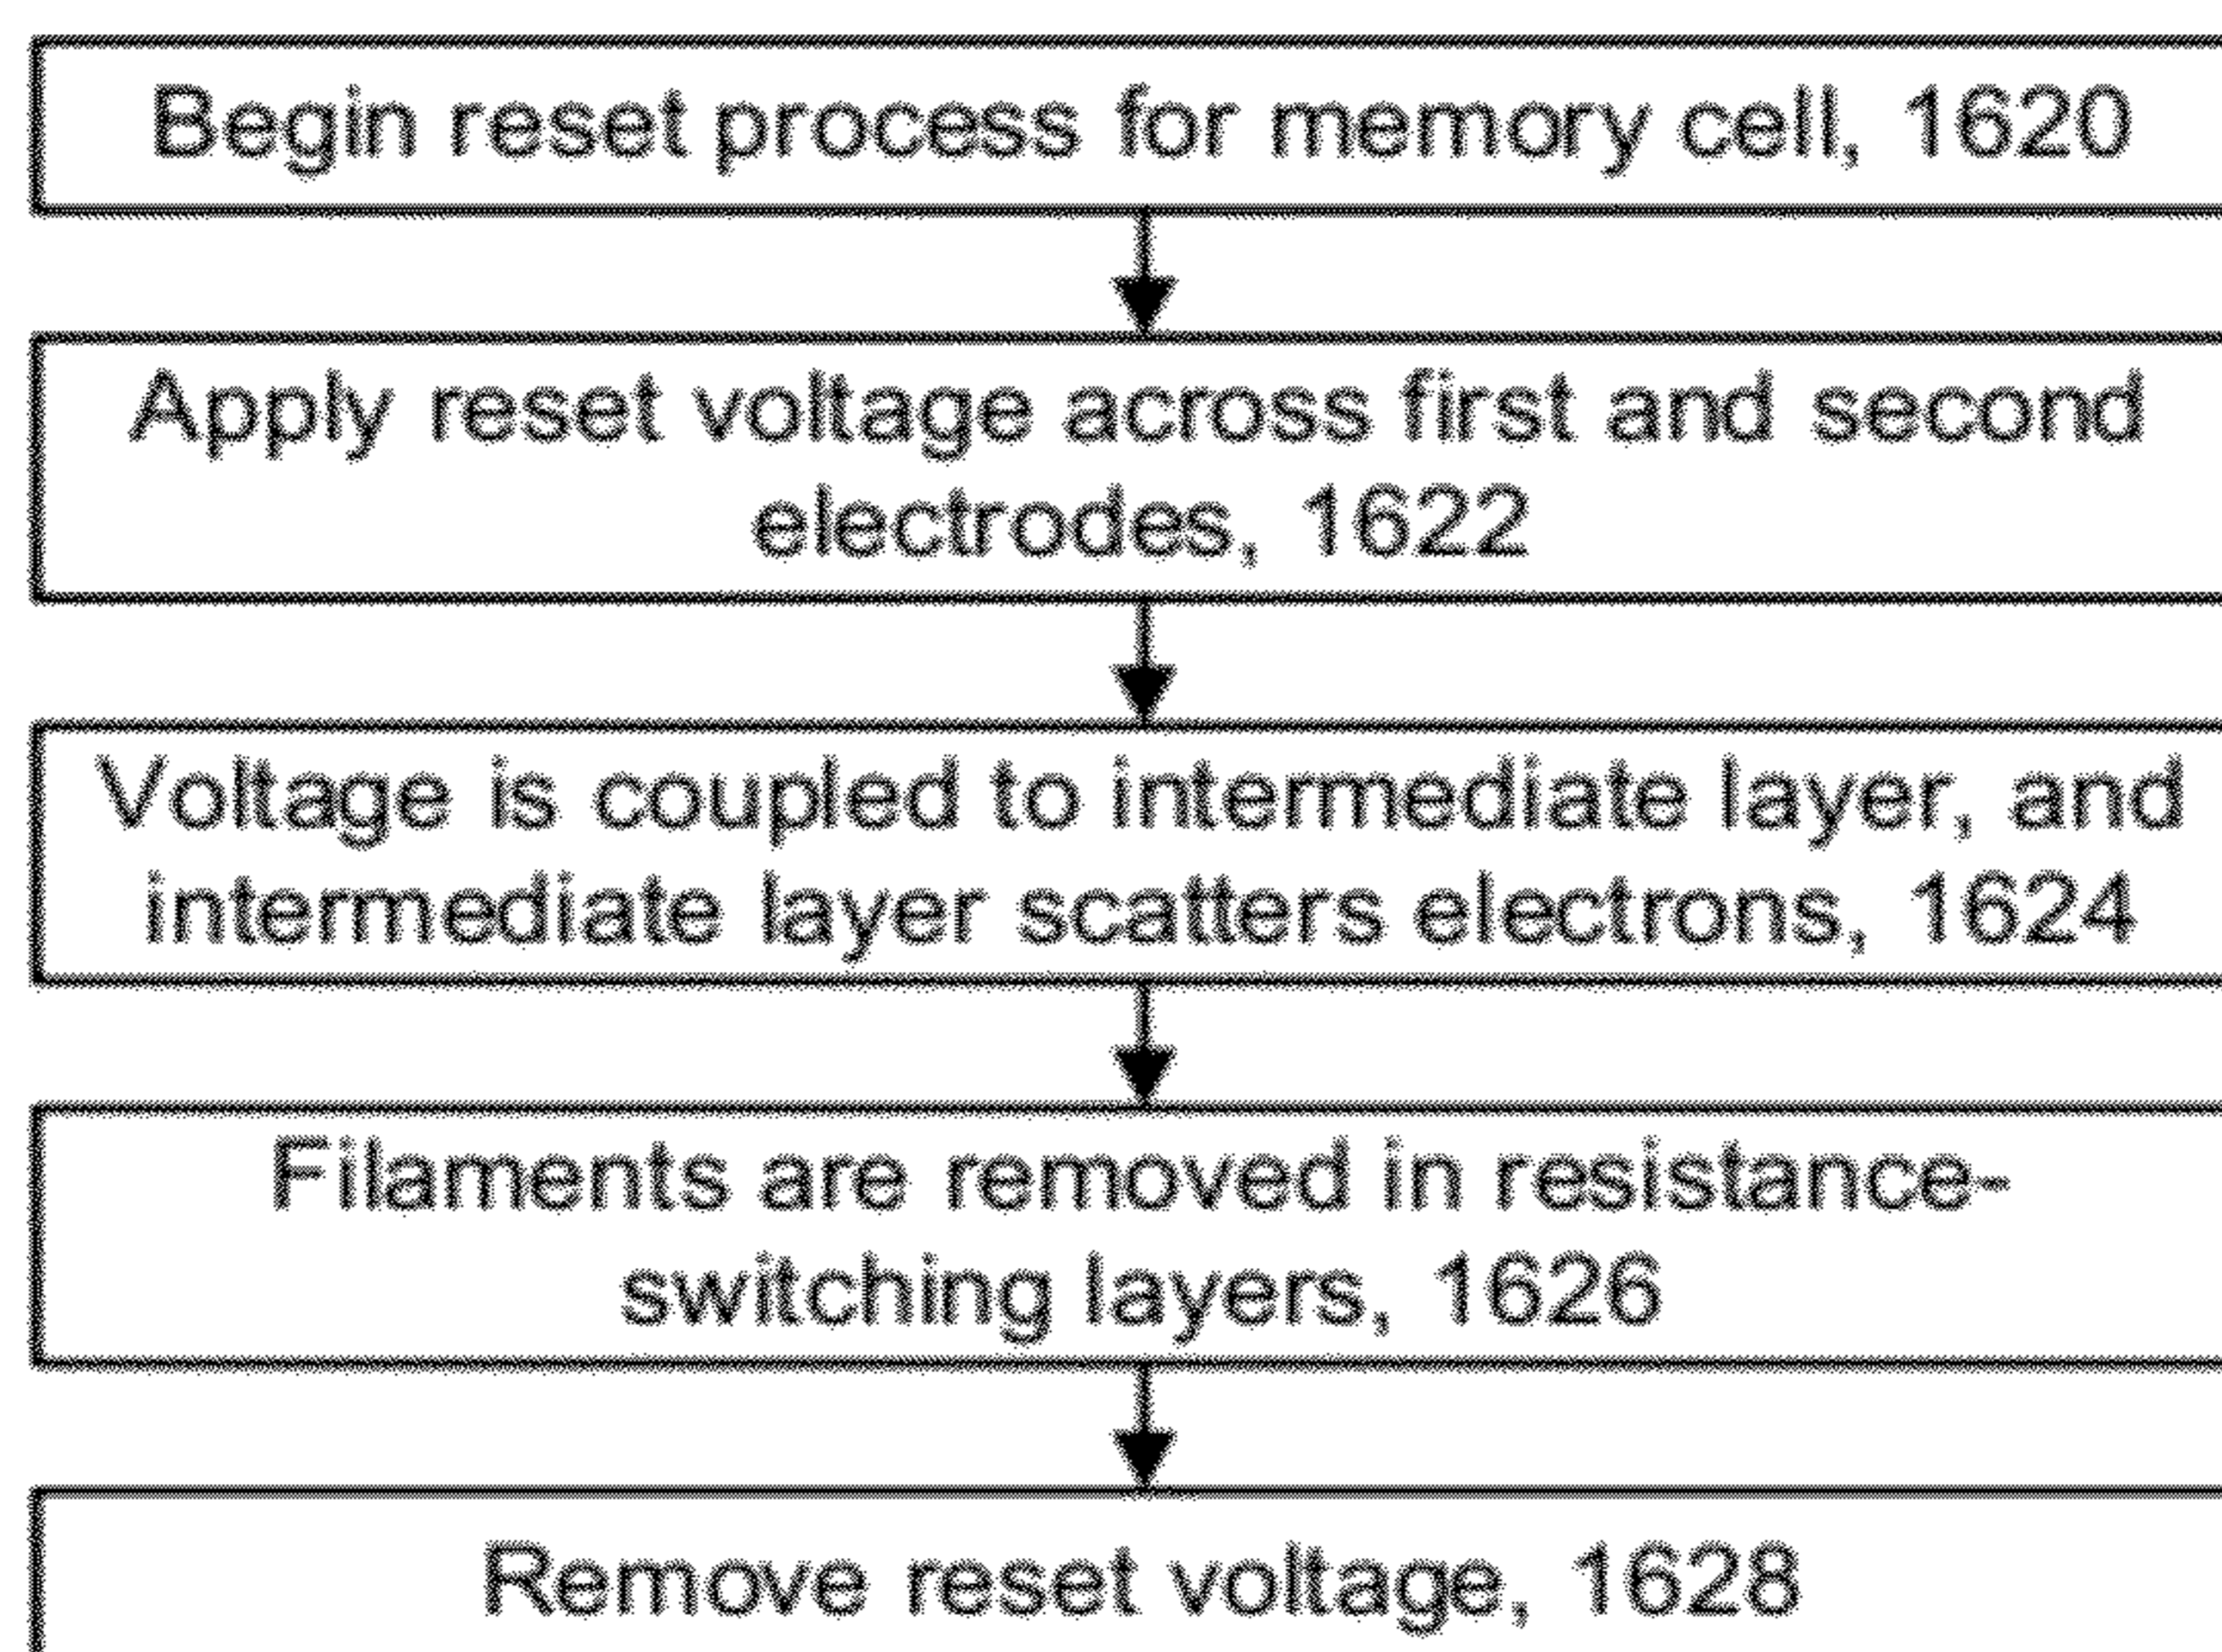 Begin reset process for memory cell, 1620
Apply reset voltage across first and second
electrodes, 1622
Voltage is coupled to intermediate layer, and
intermediate layer scatters electrons, 1624
Filaments are removed in resistance-
switching layers, 1626
Remove reset voltage, 1628